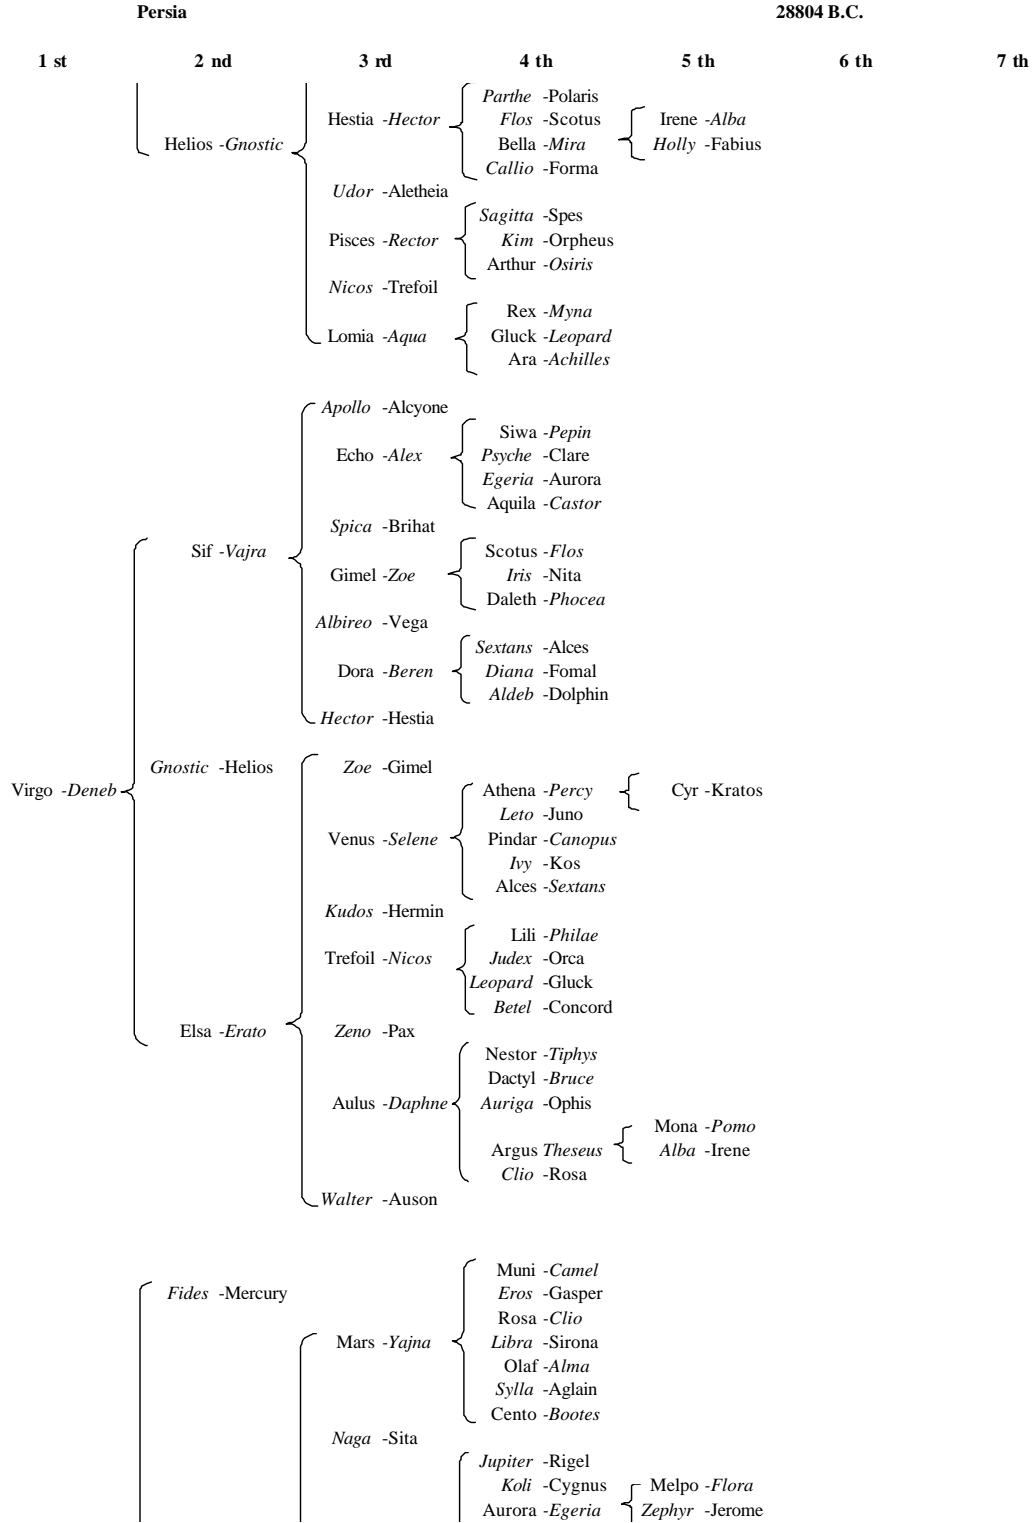 Persia 28804 B.C.
1 st 2 nd 3 rd 4 th 5 th 6 th 7 th
Parthe -Polaris
Hestia -Hector Flos -Scotus Irene -Alba
Helios -Gnostic Bella -Mira Holly -Fabius
Callio -Forma
Udor -Aletheia
Sagitta -Spes
Pisces -Rector Kim -Orpheus
Arthur -Osiris
Nicos -Trefoil
Rex -Myna
Lomia -Aqua Gluck -Leopard
Ara -Achilles
Apollo -Alcyone
Siwa -Pepin
Echo -Alex Psyche -Clare
Egeria -Aurora
Aquila -Castor
Spica -Brihat
Sif -Vajra Scotus -Flos
Gimel -Zoe Iris -Nita
Daleth -Phocea
Albireo -Vega
Sextans -Alces
Dora -Beren Diana -Fomal
Aldeb -Dolphin
Hector -Hestia
Gnostic -Helios Zoe -Gimel
Virgo -Deneb Athena -Percy Cyr -Kratos
Leto -Juno
Venus -Selene Pindar -Canopus
Ivy -Kos
Alces -Sextans
Kudos -Hermin
Lili -Philae
Trefoil -Nicos Judex -Orca
Leopard -Gluck
Betel -Concord
Elsa -Erato Zeno -Pax
Nestor -Tiphys
Dactyl -Bruce
Aulus -Daphne Auriga -Ophis
Mona -Pomo
Argus Theseus Alba -Irene
Clio -Rosa
Walter -Auson
Muni -Camel
Fides -Mercury Eros -Gasper
Rosa -Clio
Mars -Yajna Libra -Sirona
Olaf -Alma
Sylla -Aglain
Cento -Bootes
Naga -Sita
Jupiter -Rigel
Koli -Cygnus Melpo -Flora
Aurora -Egeria Zephyr -Jerome